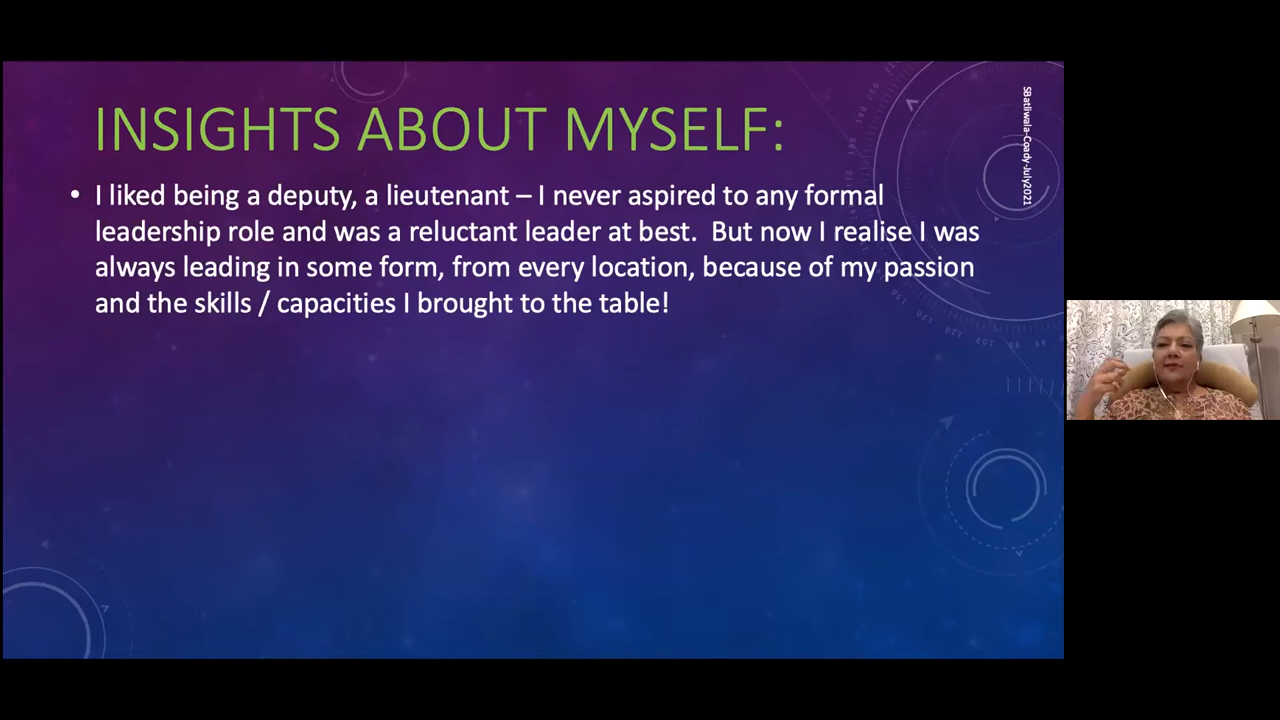 INSIGHTS ABOUT MYSELF:
• I liked being a deputy, a lieutenant – I never aspired to any formal
leadership role and was a reluctant leader at best.  But now I realise I was
always leading in some form, from every location, because of my passion
and the skills / capacities I brought to the table!
SBatliwala-Coady-July2021